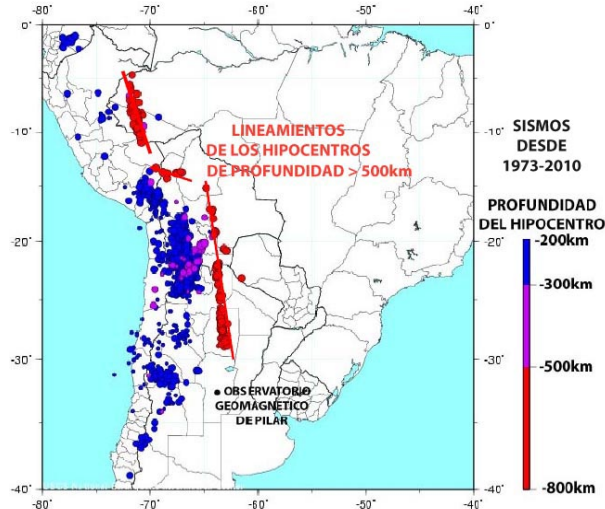 -80° -70° -60° -50° -40°
0° 0°
-10° -10°
-20° -20°
-30° -30°
-40° -40°
-80° -70° -60° -50° -40°
LINEAMIENTOS
DE LOS HIPOCENTROS
DE PROFUNDIDAD > 500km
OBSERVATORIO
GEOMAGNETICO
DE PILAR
SISMOS
DESDE
1973-2010
PROFUNDIDAD
DEL HIPOCENTRO
-200km
-300km
-500km
-800km